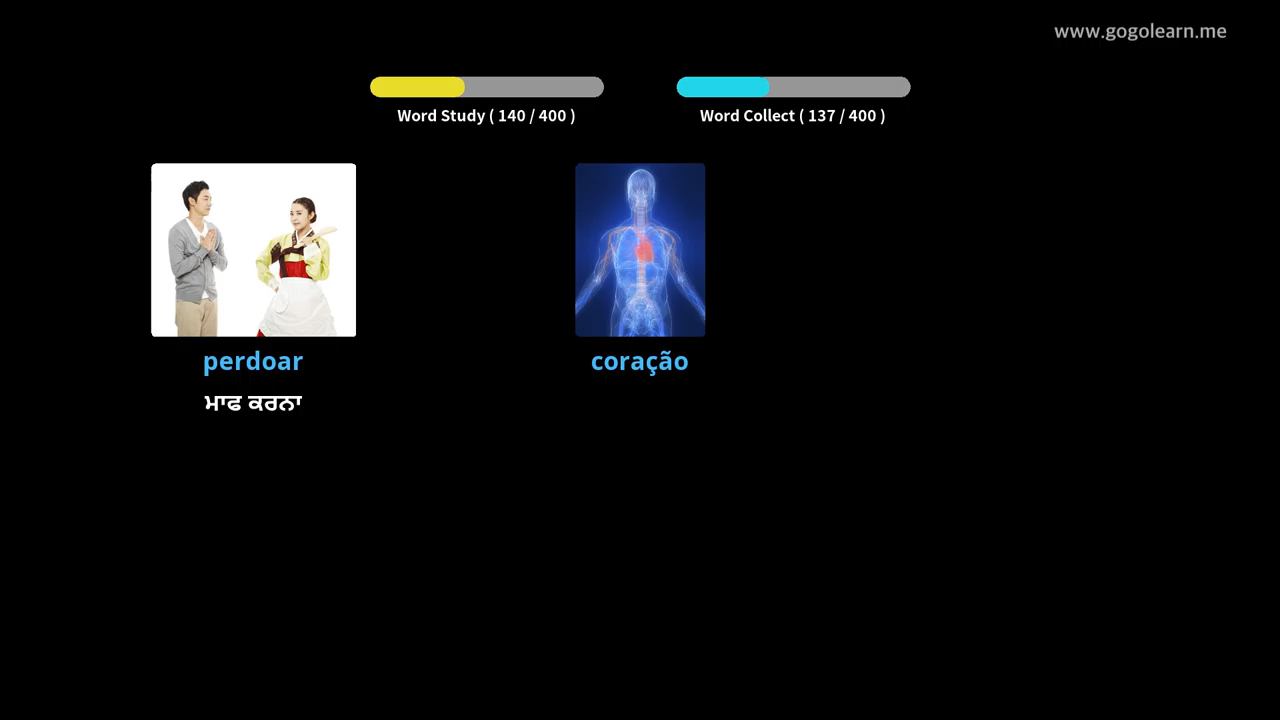 www.gogolearn.me
Word Study ( 140 / 400 )
Word Collect ( 137 / 400 )
perdoar
coração
ਮਾਫ ਕਰਨਾ